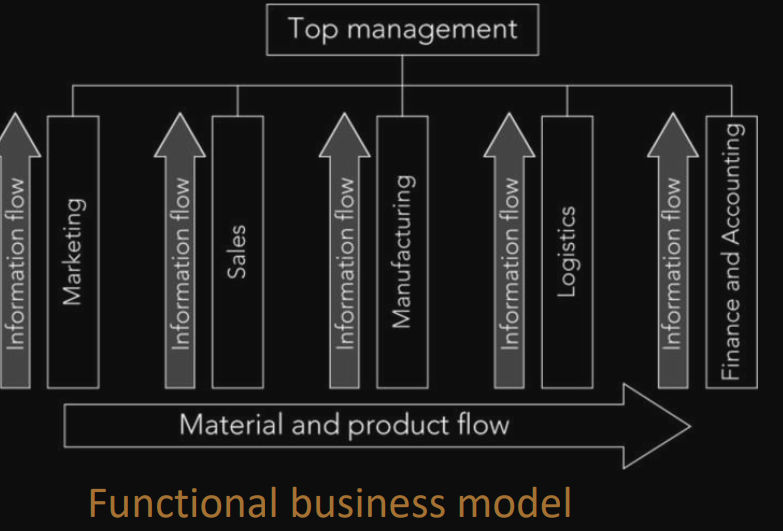 Top management
Information flow
Marketing
Information flow
Sales
Information flow
Manufacturing
Information flow
Logistics
Information flow
Finance and Accounting
Material and product flow
Functional business model